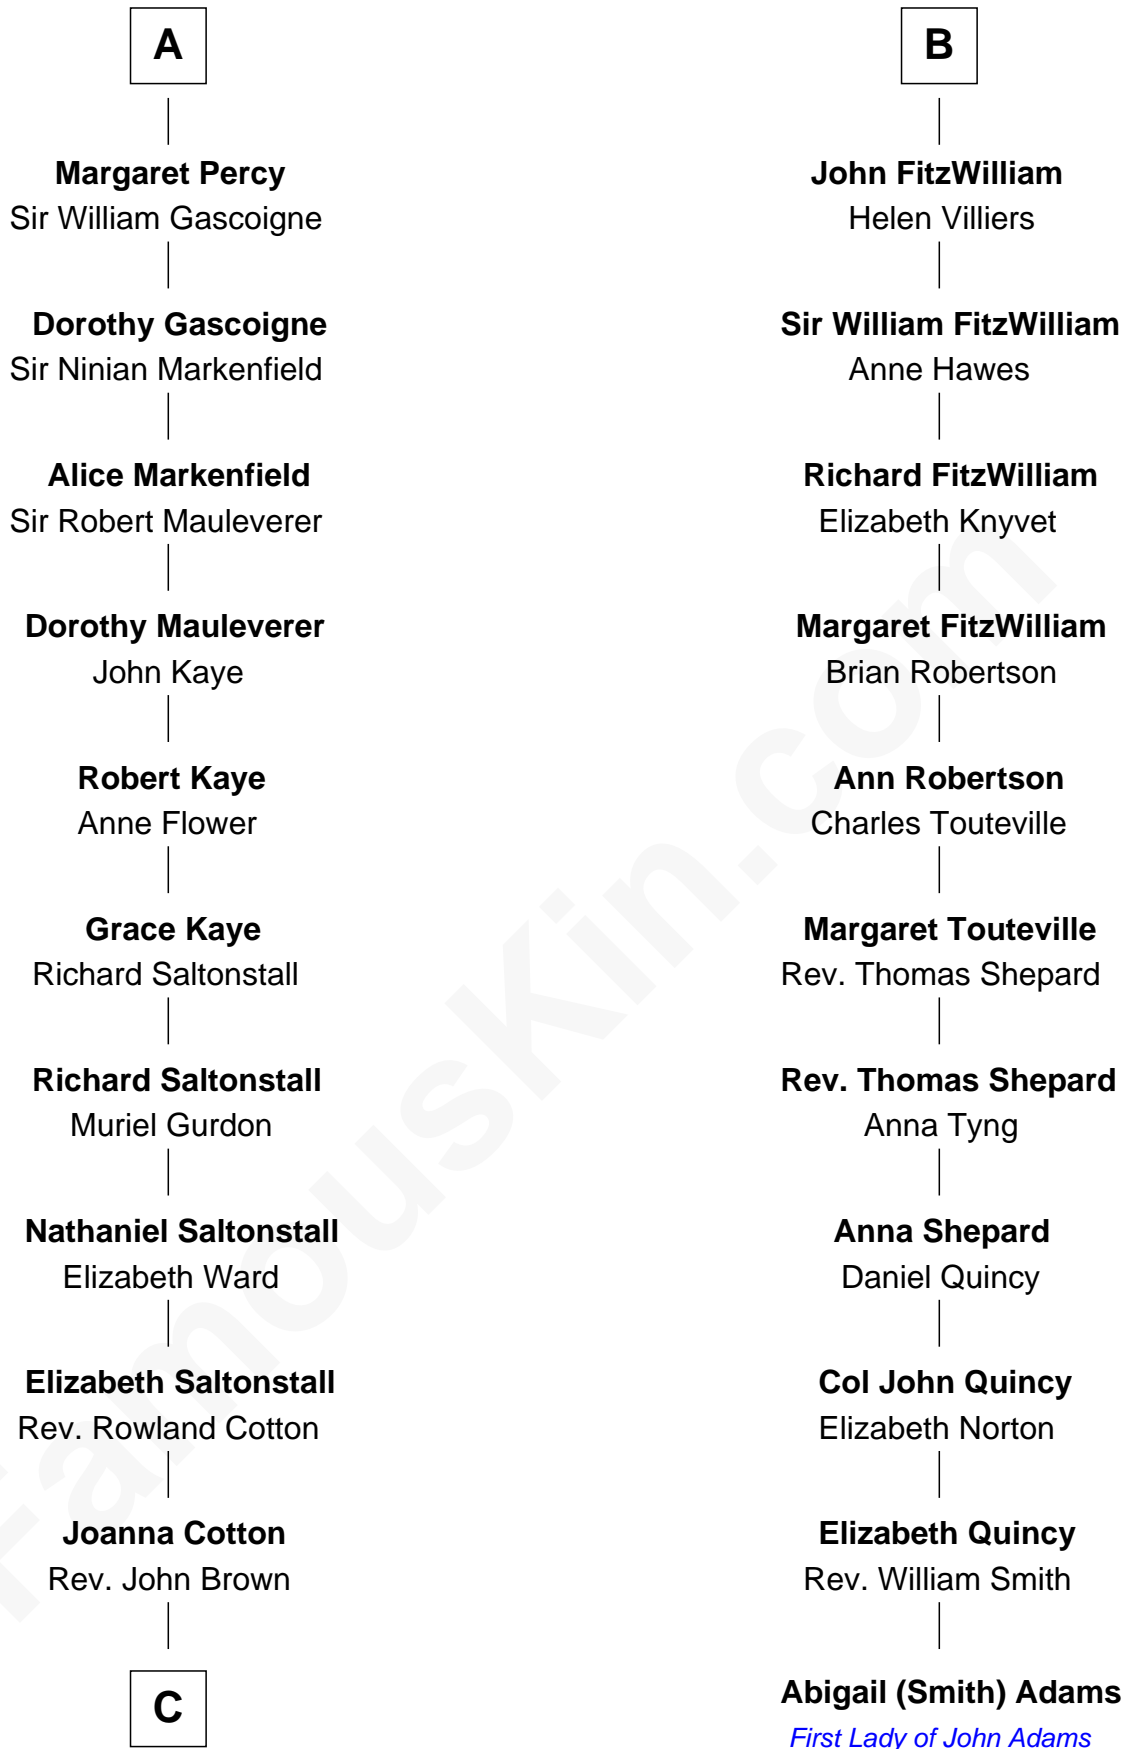 A
Margaret Percy
Sir William Gascoigne
Dorothy Gascoigne
Sir Ninian Markenfield
Alice Markenfield
Sir Robert Mauleverer
Dorothy Mauleverer
John Kaye
Robert Kaye
Anne Flower
Grace Kaye
Richard Saltonstall
Richard Saltonstall
Muriel Gurdon
Nathaniel Saltonstall
Elizabeth Ward
Elizabeth Saltonstall
Rev. Rowland Cotton
Joanna Cotton
Rev. John Brown
C
B
John FitzWilliam
Helen Villiers
Sir William FitzWilliam
Anne Hawes
Richard FitzWilliam
Elizabeth Knyvet
Margaret FitzWilliam
Brian Robertson
Ann Robertson
Charles Touteville
Margaret Touteville
Rev. Thomas Shepard
Rev. Thomas Shepard
Anna Tyng
Anna Shepard
Daniel Quincy
Col John Quincy
Elizabeth Norton
Elizabeth Quincy
Rev. William Smith
Abigail (Smith) Adams
First Lady of John Adams
FamousKin.com